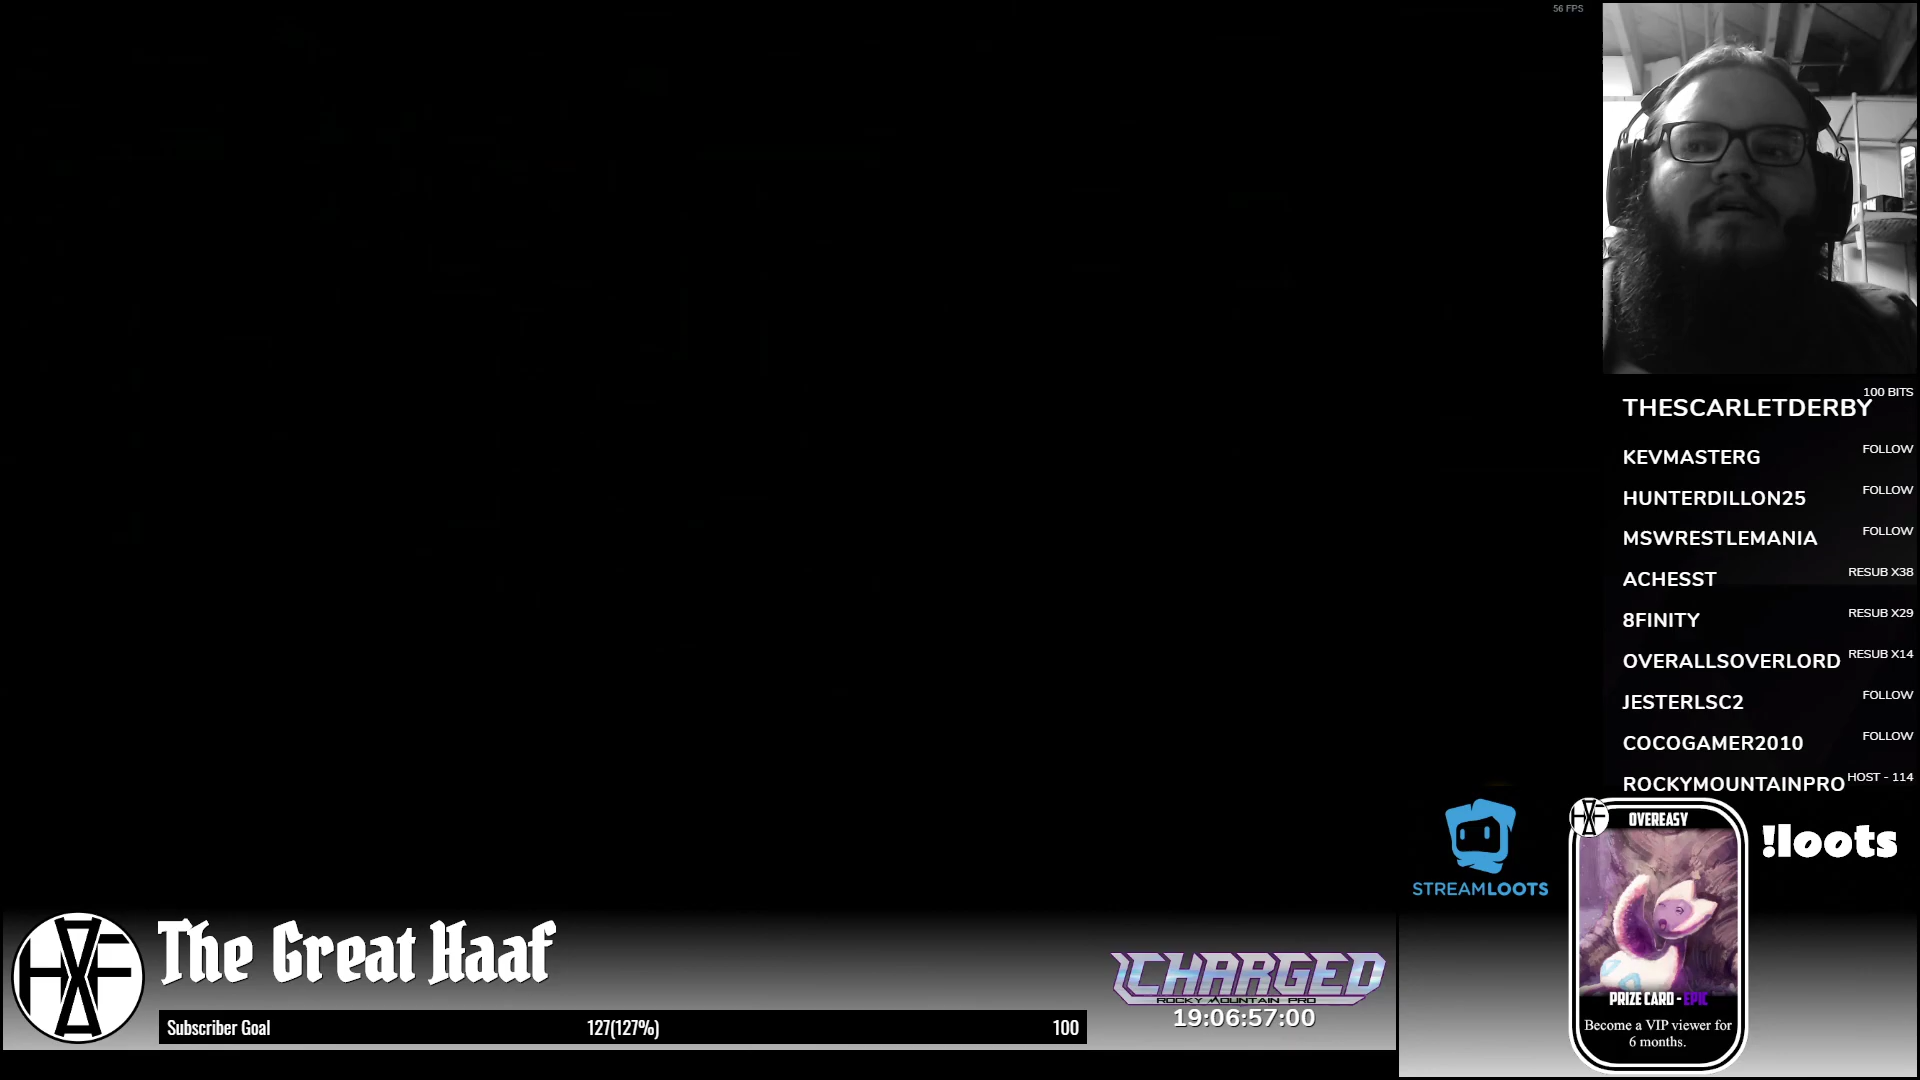 56 FPS
100 BITS
THESCARLETDERBY
KEVMASTERG FOLLOW
HUNTERDILLON25 FOLLOW
MSWRESTLEMANIA FOLLOW
ACHESST RESUB X38
8FINITY RESUB X29
OVERALLSOVERLORD RESUB X14
JESTERLSC2 FOLLOW
COCOGAMER2010 FOLLOW
ROCKYMOUNTAINPRO HOST - 114
STREAMLOOTS
OVEREASY
!loots
PRIZE CARD - EPIC
Become a VIP viewer for
6 months.
HF
The Great Haaf
Subscriber Goal 127(127%) 100
CHARGED
ROCKY MOUNTAIN PRO
19:06:57:00